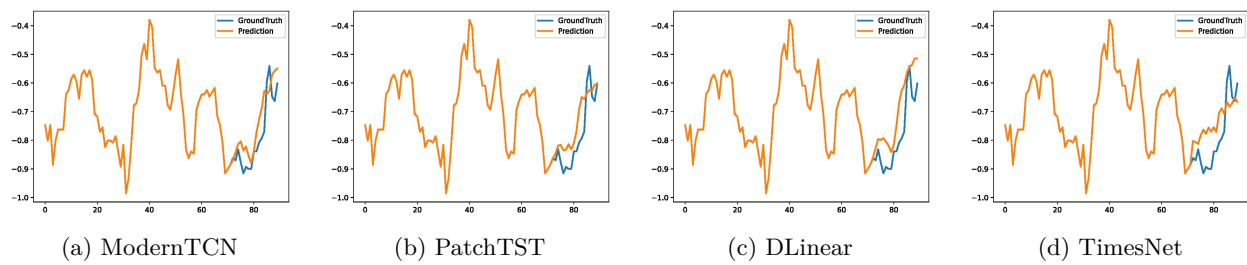 GroundTruth
Prediction
−0.4
−0.5
−0.6
−0.7
−0.8
−0.9
−1.0
0 20 40 60 80
(a) ModernTCN
GroundTruth
Prediction
−0.4
−0.5
−0.6
−0.7
−0.8
−0.9
−1.0
0 20 40 60 80
(b) PatchTST
GroundTruth
Prediction
−0.4
−0.5
−0.6
−0.7
−0.8
−0.9
−1.0
0 20 40 60 80
(c) DLinear
GroundTruth
Prediction
−0.4
−0.5
−0.6
−0.7
−0.8
−0.9
−1.0
0 20 40 60 80
(d) TimesNet